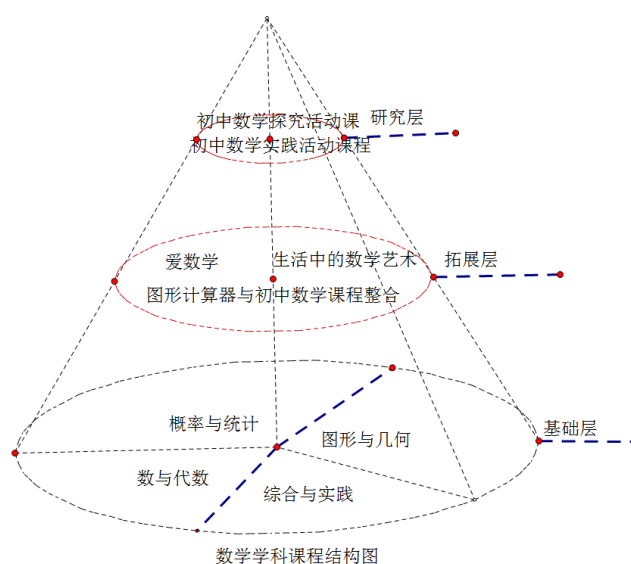 初中数学探究活动课
研究层
初中数学实践活动课程
爱数学
生活中的数学艺术
拓展层
图形计算器与初中数学课程整合
概率与统计
图形与几何
基础层
数与代数
综合与实践
数学学科课程结构图